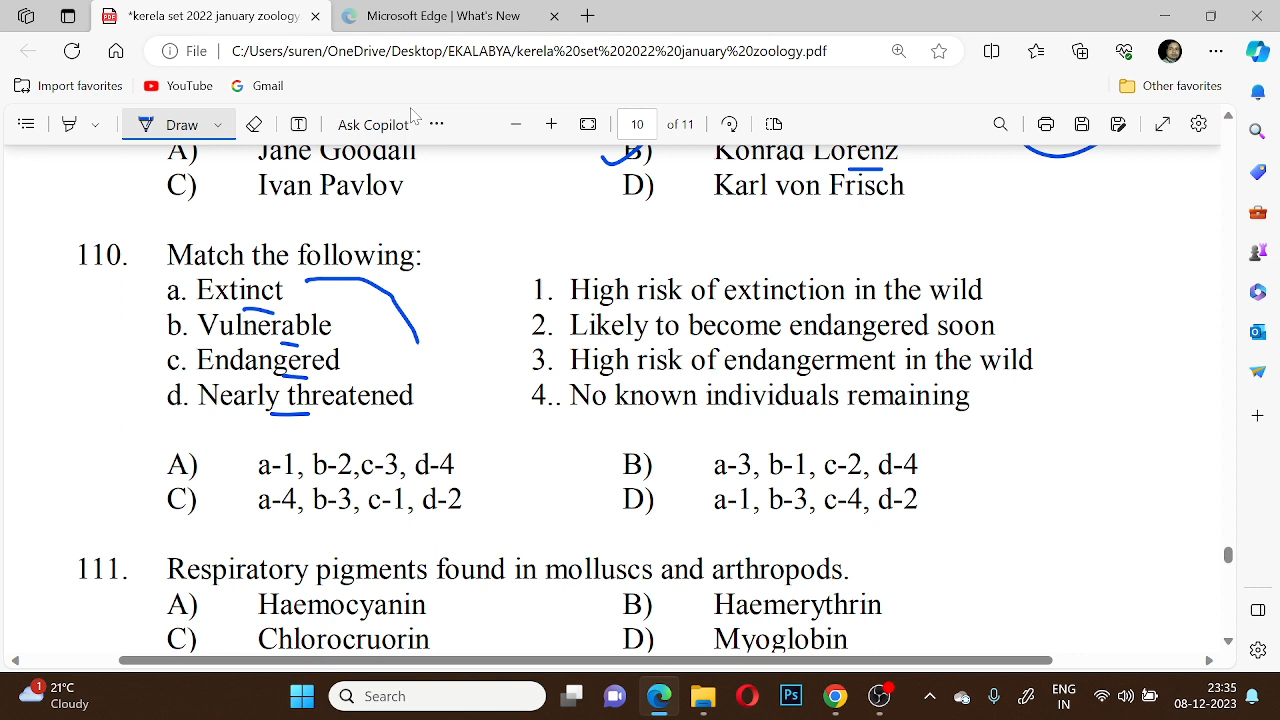 *kerela set 2022 january zoology.
Microsoft Edge | What's New
File
C:/Users/suren/OneDrive/Desktop/EKALABYA/kerela%20set%202022%20january%20zoology.pdf
Import favorites
YouTube
Gmail
Other favorites
Draw
Ask Copilot
10
of 11
A) Jane Goodall B) Konrad Lorenz
C) Ivan Pavlov D) Karl von Frisch
110. Match the following:
a. Extinct 1. High risk of extinction in the wild
b. Vulnerable 2. Likely to become endangered soon
c. Endangered 3. High risk of endangerment in the wild
d. Nearly threatened 4.. No known individuals remaining
A) a-1, b-2,c-3, d-4 B) a-3, b-1, c-2, d-4
C) a-4, b-3, c-1, d-2 D) a-1, b-3, c-4, d-2
111. Respiratory pigments found in molluscs and arthropods.
A) Haemocyanin B) Haemerythrin
C) Chlorocruorin D) Myoglobin
1
21°C
Cloudy
Search
Ps
ENG
IN
23:35
08-12-2023